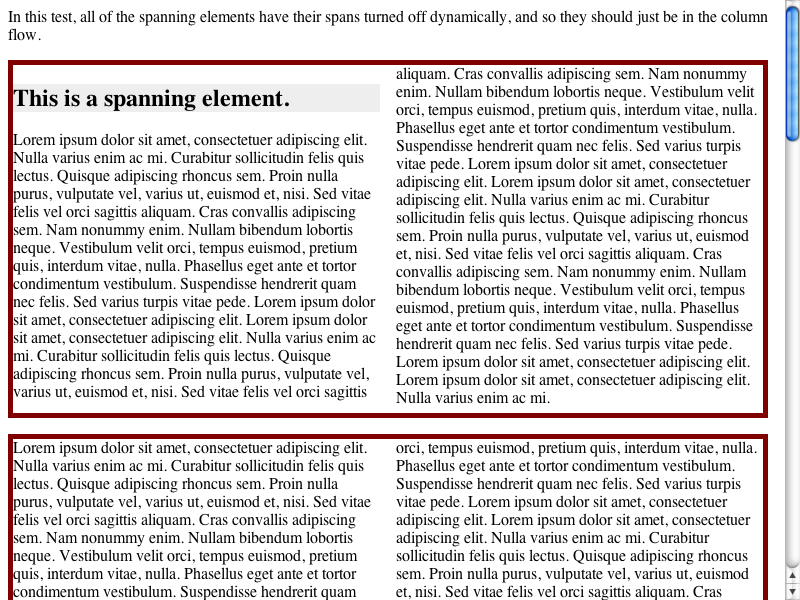 In this test, all of the spanning elements have their spans turned off dynamically, and so they should just be in the column
flow.
This is a spanning element.
Lorem ipsum dolor sit amet, consectetuer adipiscing elit.
Nulla varius enim ac mi. Curabitur sollicitudin felis quis
lectus. Quisque adipiscing rhoncus sem. Proin nulla
purus, vulputate vel, varius ut, euismod et, nisi. Sed vitae
felis vel orci sagittis aliquam. Cras convallis adipiscing
sem. Nam nonummy enim. Nullam bibendum lobortis
neque. Vestibulum velit orci, tempus euismod, pretium
quis, interdum vitae, nulla. Phasellus eget ante et tortor
condimentum vestibulum. Suspendisse hendrerit quam
nec felis. Sed varius turpis vitae pede. Lorem ipsum dolor
sit amet, consectetuer adipiscing elit. Lorem ipsum dolor
sit amet, consectetuer adipiscing elit. Nulla varius enim ac
mi. Curabitur sollicitudin felis quis lectus. Quisque
adipiscing rhoncus sem. Proin nulla purus, vulputate vel,
varius ut, euismod et, nisi. Sed vitae felis vel orci sagittis
aliquam. Cras convallis adipiscing sem. Nam nonummy
enim. Nullam bibendum lobortis neque. Vestibulum velit
orci, tempus euismod, pretium quis, interdum vitae, nulla.
Phasellus eget ante et tortor condimentum vestibulum.
Suspendisse hendrerit quam nec felis. Sed varius turpis
vitae pede. Lorem ipsum dolor sit amet, consectetuer
adipiscing elit. Lorem ipsum dolor sit amet, consectetuer
adipiscing elit. Nulla varius enim ac mi. Curabitur
sollicitudin felis quis lectus. Quisque adipiscing rhoncus
sem. Proin nulla purus, vulputate vel, varius ut, euismod
et, nisi. Sed vitae felis vel orci sagittis aliquam. Cras
convallis adipiscing sem. Nam nonummy enim. Nullam
bibendum lobortis neque. Vestibulum velit orci, tempus
euismod, pretium quis, interdum vitae, nulla. Phasellus
eget ante et tortor condimentum vestibulum. Suspendisse
hendrerit quam nec felis. Sed varius turpis vitae pede.
Lorem ipsum dolor sit amet, consectetuer adipiscing elit.
Lorem ipsum dolor sit amet, consectetuer adipiscing elit.
Nulla varius enim ac mi.
Lorem ipsum dolor sit amet, consectetuer adipiscing elit.
Nulla varius enim ac mi. Curabitur sollicitudin felis quis
lectus. Quisque adipiscing rhoncus sem. Proin nulla
purus, vulputate vel, varius ut, euismod et, nisi. Sed vitae
felis vel orci sagittis aliquam. Cras convallis adipiscing
sem. Nam nonummy enim. Nullam bibendum lobortis
neque. Vestibulum velit orci, tempus euismod, pretium
quis, interdum vitae, nulla. Phasellus eget ante et tortor
condimentum vestibulum. Suspendisse hendrerit quam
orci, tempus euismod, pretium quis, interdum vitae, nulla.
Phasellus eget ante et tortor condimentum vestibulum.
Suspendisse hendrerit quam nec felis. Sed varius turpis
vitae pede. Lorem ipsum dolor sit amet, consectetuer
adipiscing elit. Lorem ipsum dolor sit amet, consectetuer
adipiscing elit. Nulla varius enim ac mi. Curabitur
sollicitudin felis quis lectus. Quisque adipiscing rhoncus
sem. Proin nulla purus, vulputate vel, varius ut, euismod
et, nisi. Sed vitae felis vel orci sagittis aliquam. Cras